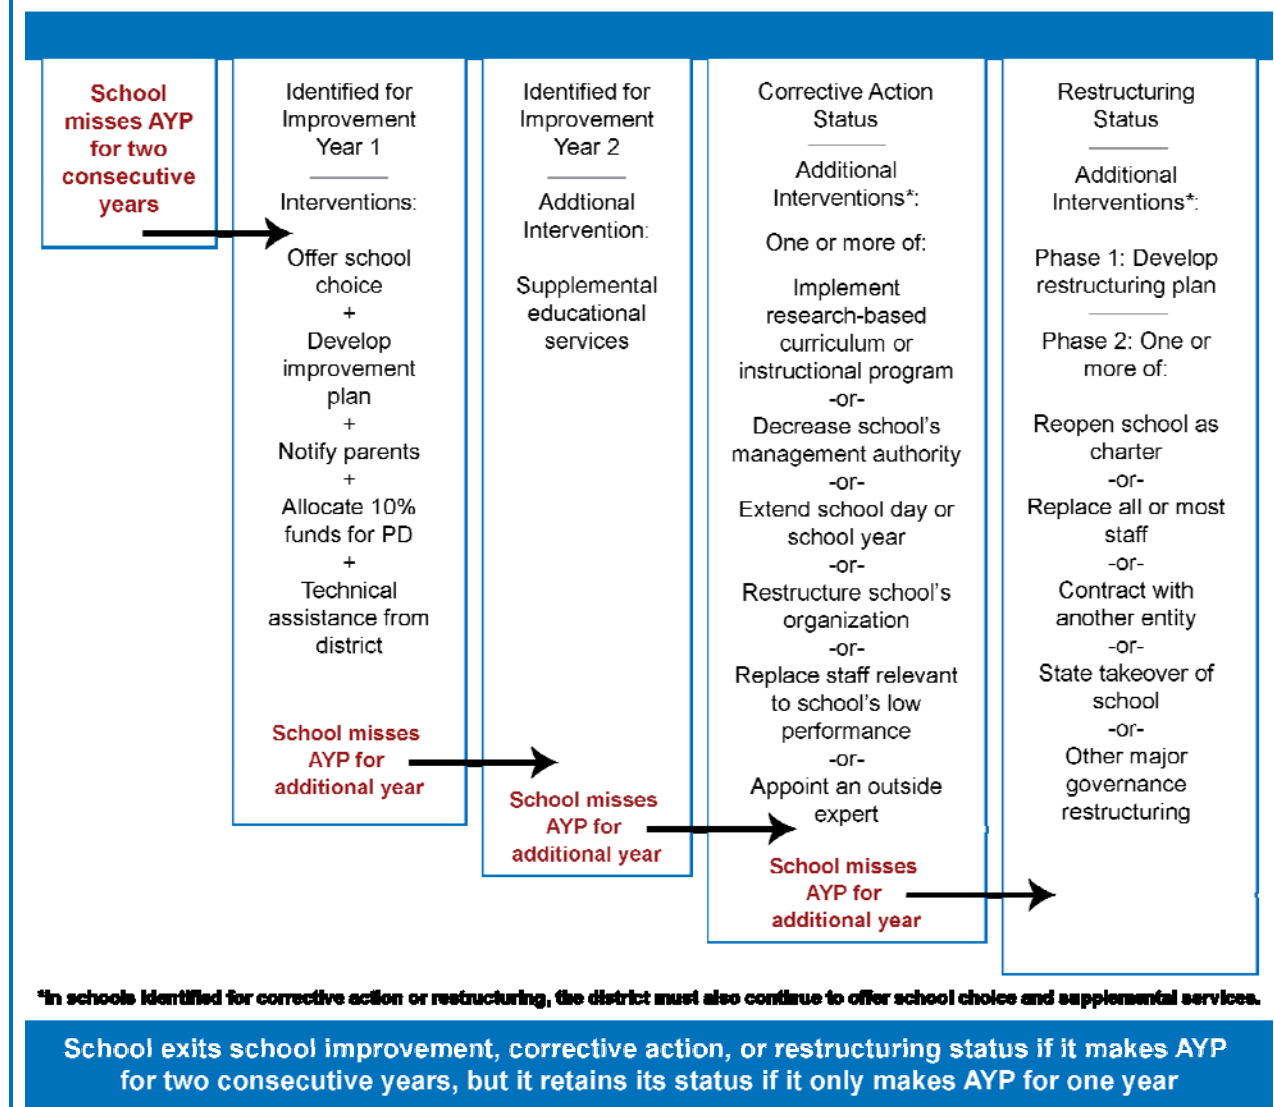 School
misses AYP
for two
consecutive
years
Identified for
Improvement
Year 1
Interventions:
Offer school
choice
+
Develop
improvement
plan
+
Notify parents
+
Allocate 10%
funds for PD
+
Technical
assistance from
district
School misses
AYP for
additional year
Identified for
Improvement
Year 2
Addtional
Intervention:
Supplemental
educational
services
School misses
AYP for
additional year
Corrective Action
Status
Additional
Interventions*:
One or more of:
Implement
research-based
curriculum or
instructional program
-or-
Decrease school's
management authority
-or-
Extend school day or
school year
-or-
Restructure school's
organization
-or-
Replace staff relevant
to school's low
performance
-or-
Appoint an outside
expert
School misses
AYP for
additional year
Restructuring
Status
Additional
Interventions*:
Phase 1: Develop
restructuring plan
Phase 2: One or
more of:
Reopen school as
charter
-or-
Replace all or most
staff
-or-
Contract with
another entity
-or-
State takeover of
school
-or-
Other major
governance
restructuring
*In schools identified for corrective action or restructuring, the district must also continue to offer school choice and supplemental services.
School exits school improvement, corrective action, or restructuring status if it makes AYP
for two consecutive years, but it retains its status if it only makes AYP for one year